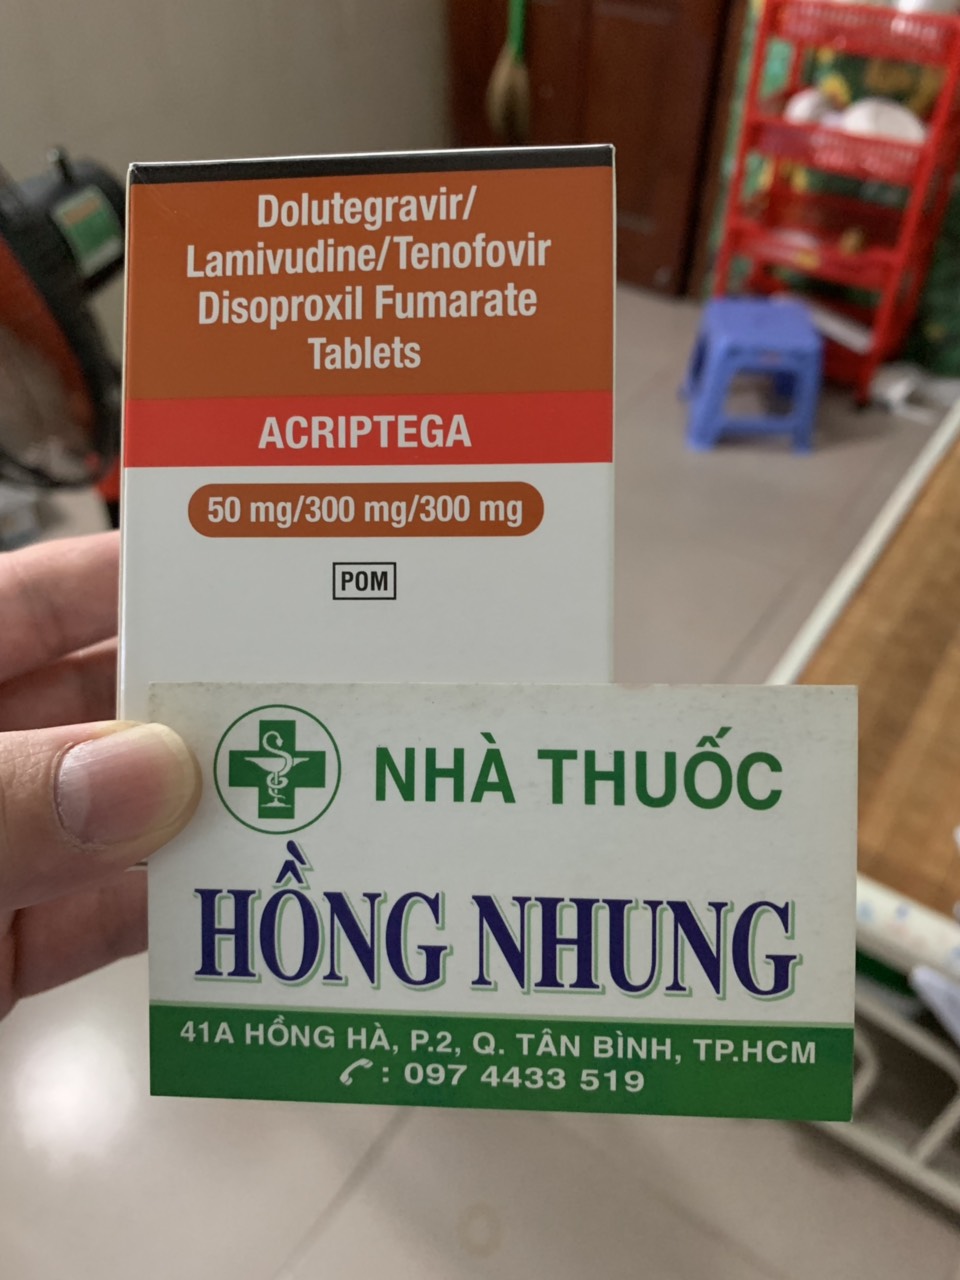 Dolutegravir/
Lamivudine/Tenofovir
Disoproxil Fumarate
Tablets
ACRIPTEGA
50 mg/300 mg/300 mg
POM
NHÀ THUỐC
HỒNG NHUNG
41A HỒNG HÀ, P.2, Q. TÂN BÌNH, TP.HCM
: 097 4433 519